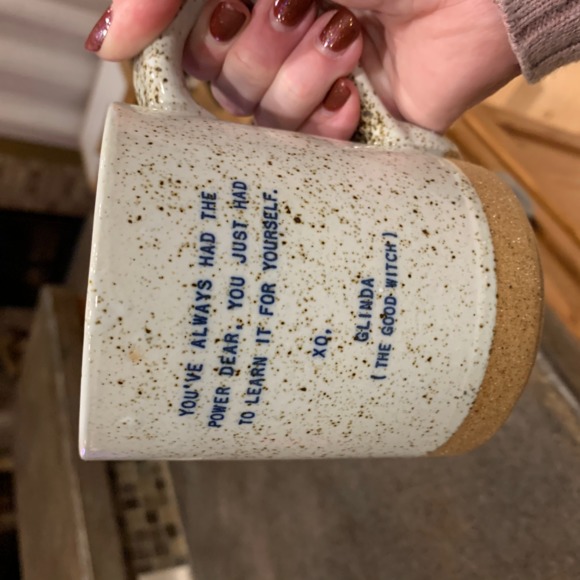 YOU'VE ALWAYS HAD THE
POWER DEAR, YOU JUST HAD
TO LEARN IT FOR YOURSELF.
XO,
GLINDA
(THE GOOD WITCH)